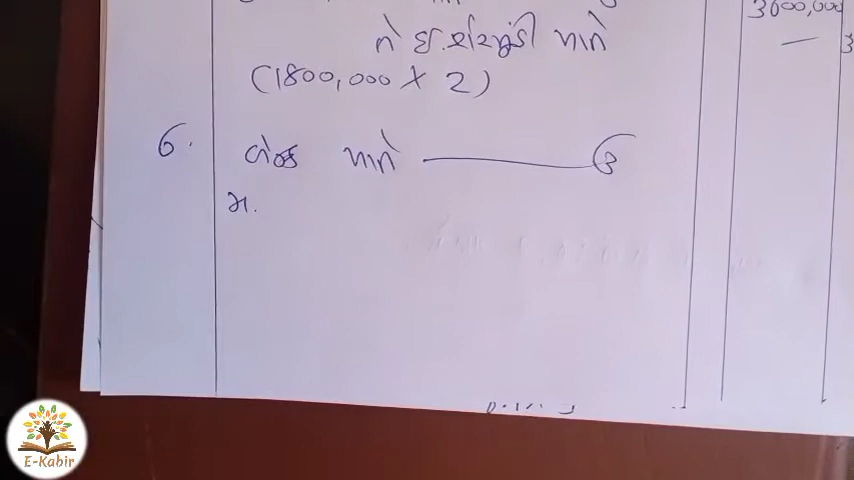 3600,000
તે ઈ.શેરમૂડી ખાતે
(1800,000 X 2)
6. બેંક ખાતે ઉ
મ.
E-Kabir